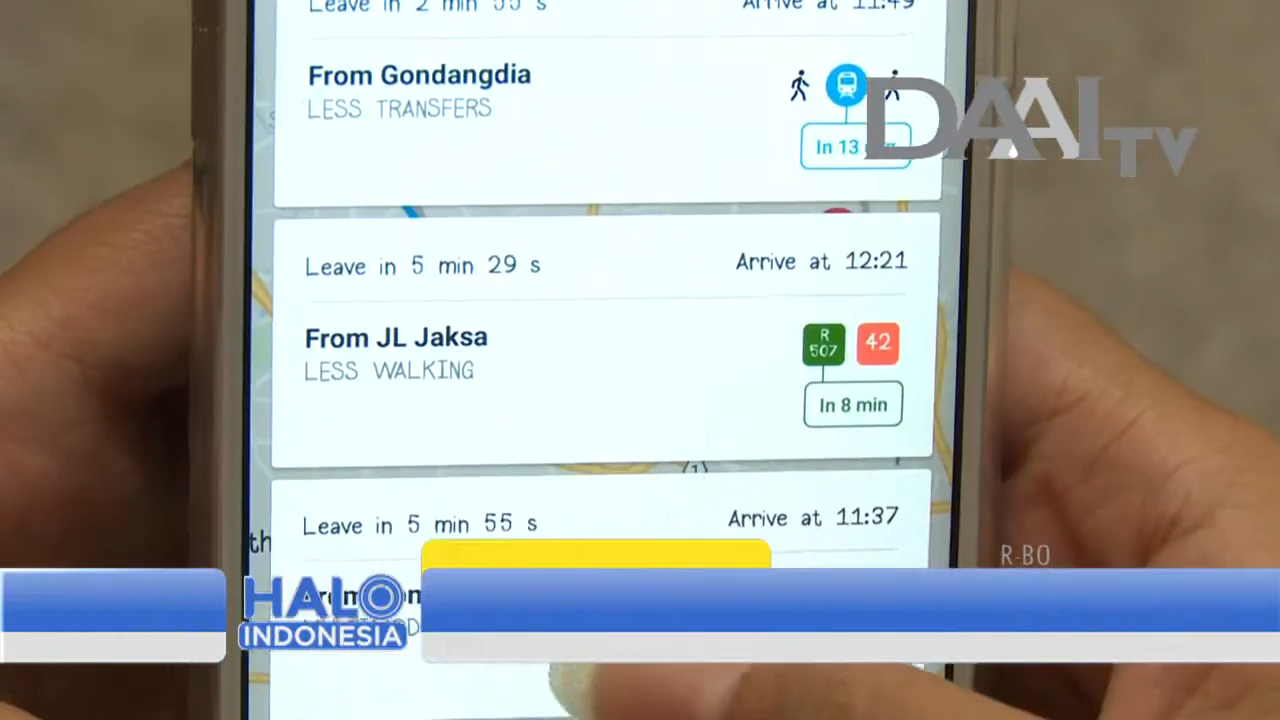 Leave in 2 min 55 s
Arrive at 11:49
From Gondangdia
LESS TRANSFERS
In 13
DAAI TV
Leave in 5 min 29 s
Arrive at 12:21
From JL Jaksa
LESS WALKING
R
507
42
In 8 min
Leave in 5 min 55 s
Arrive at 11:37
R-BO
HALO
INDONESIA